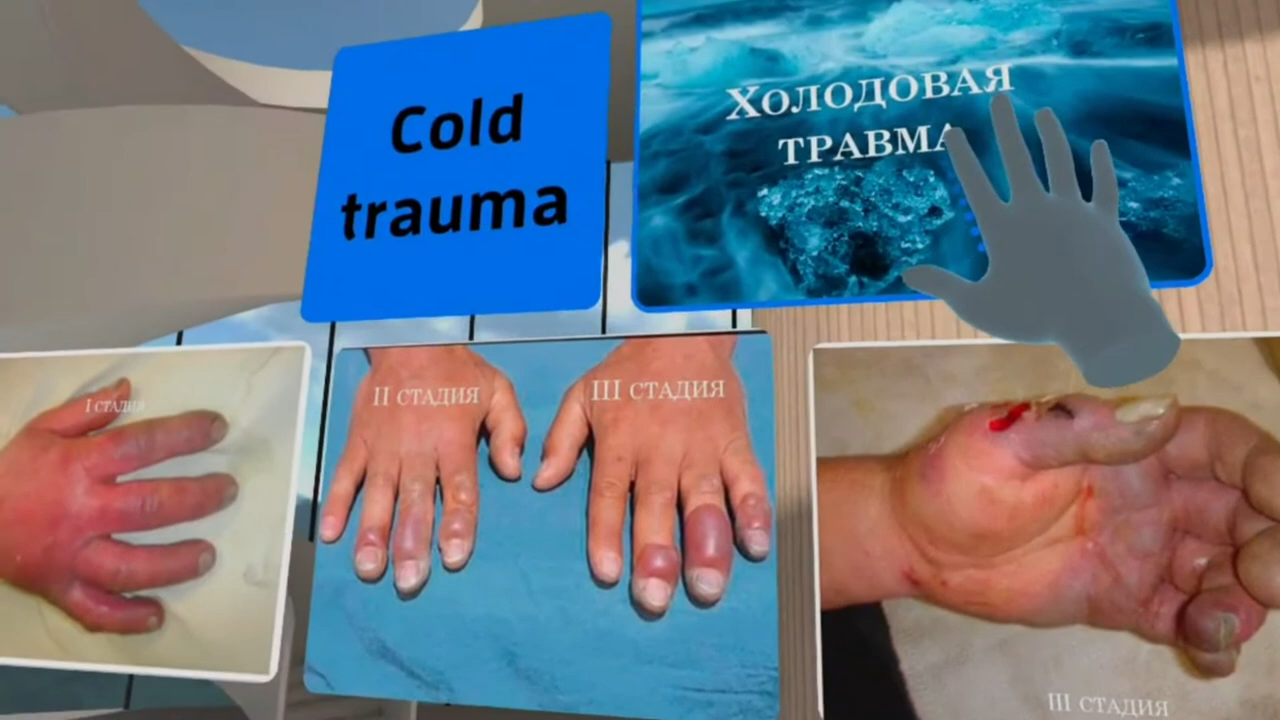 Cold
trauma
ХОЛОДОВАЯ
ТРАВМА
I СТАДИЯ
II СТАДИЯ
III СТАДИЯ
III СТАДИЯ